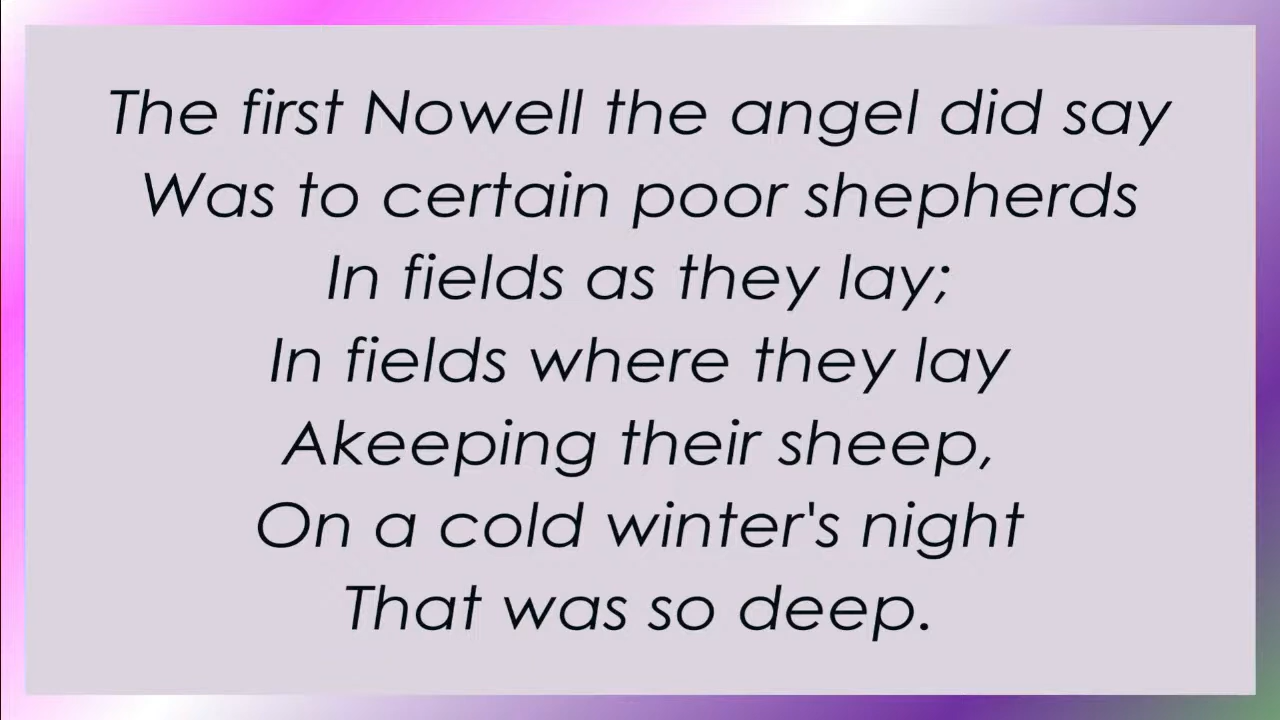 The first Nowell the angel did say
Was to certain poor shepherds
In fields as they lay;
In fields where they lay
Akeeping their sheep,
On a cold winter's night
That was so deep.